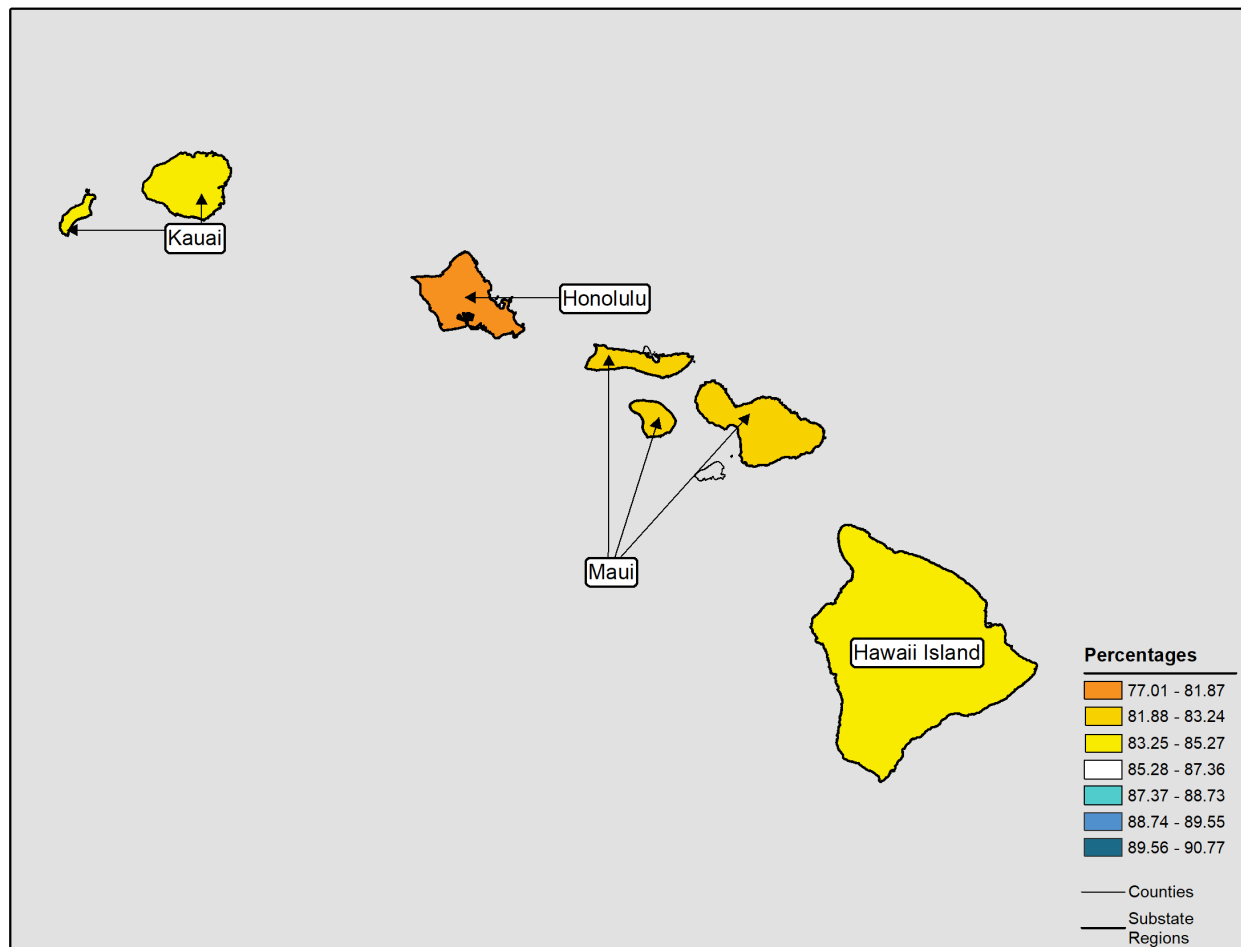 Kauai
Honolulu
Maui
Hawaii Island
Percentages
77.01 - 81.87
81.88 - 83.24
83.25 - 85.27
85.28 - 87.36
87.37 - 88.73
88.74 - 89.55
89.56 - 90.77
Counties
Substate
Regions